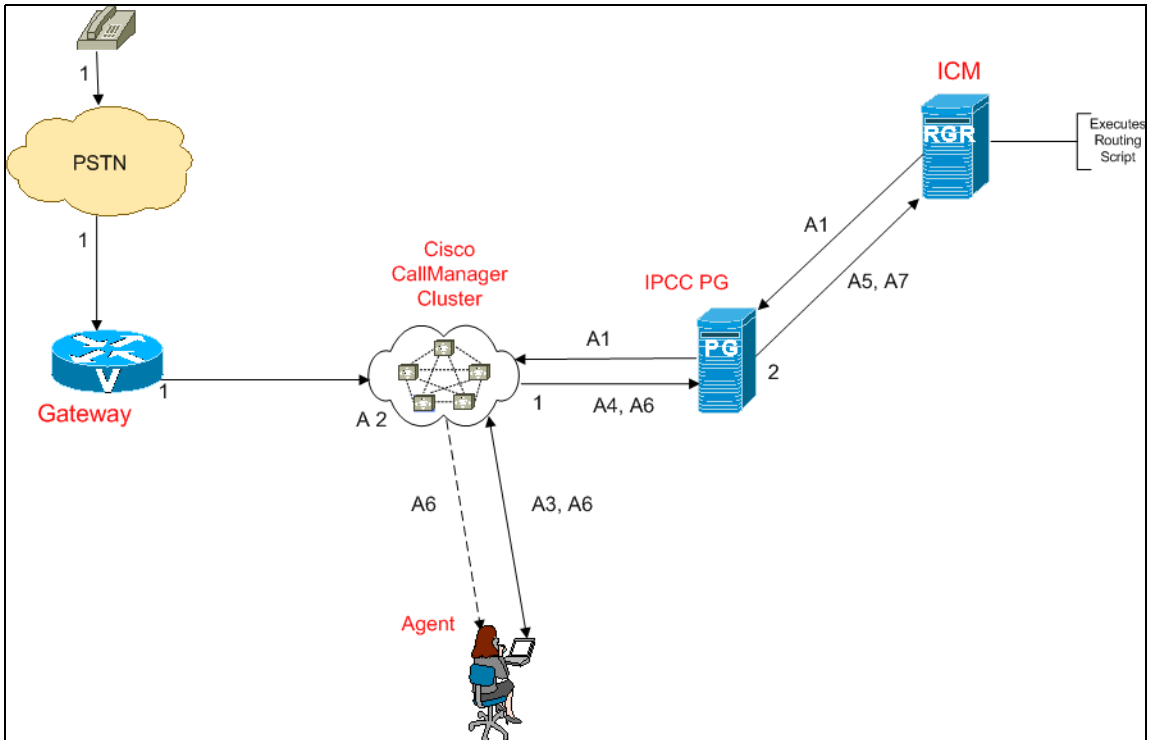 1
PSTN
1
V
1
Gateway
Cisco
CallManager
Cluster
A 2
1
A1
A4, A6
IPCC PG
PG
2
A1
A5, A7
ICM
RGR
Executes
Routing
Script
A6
A3, A6
Agent